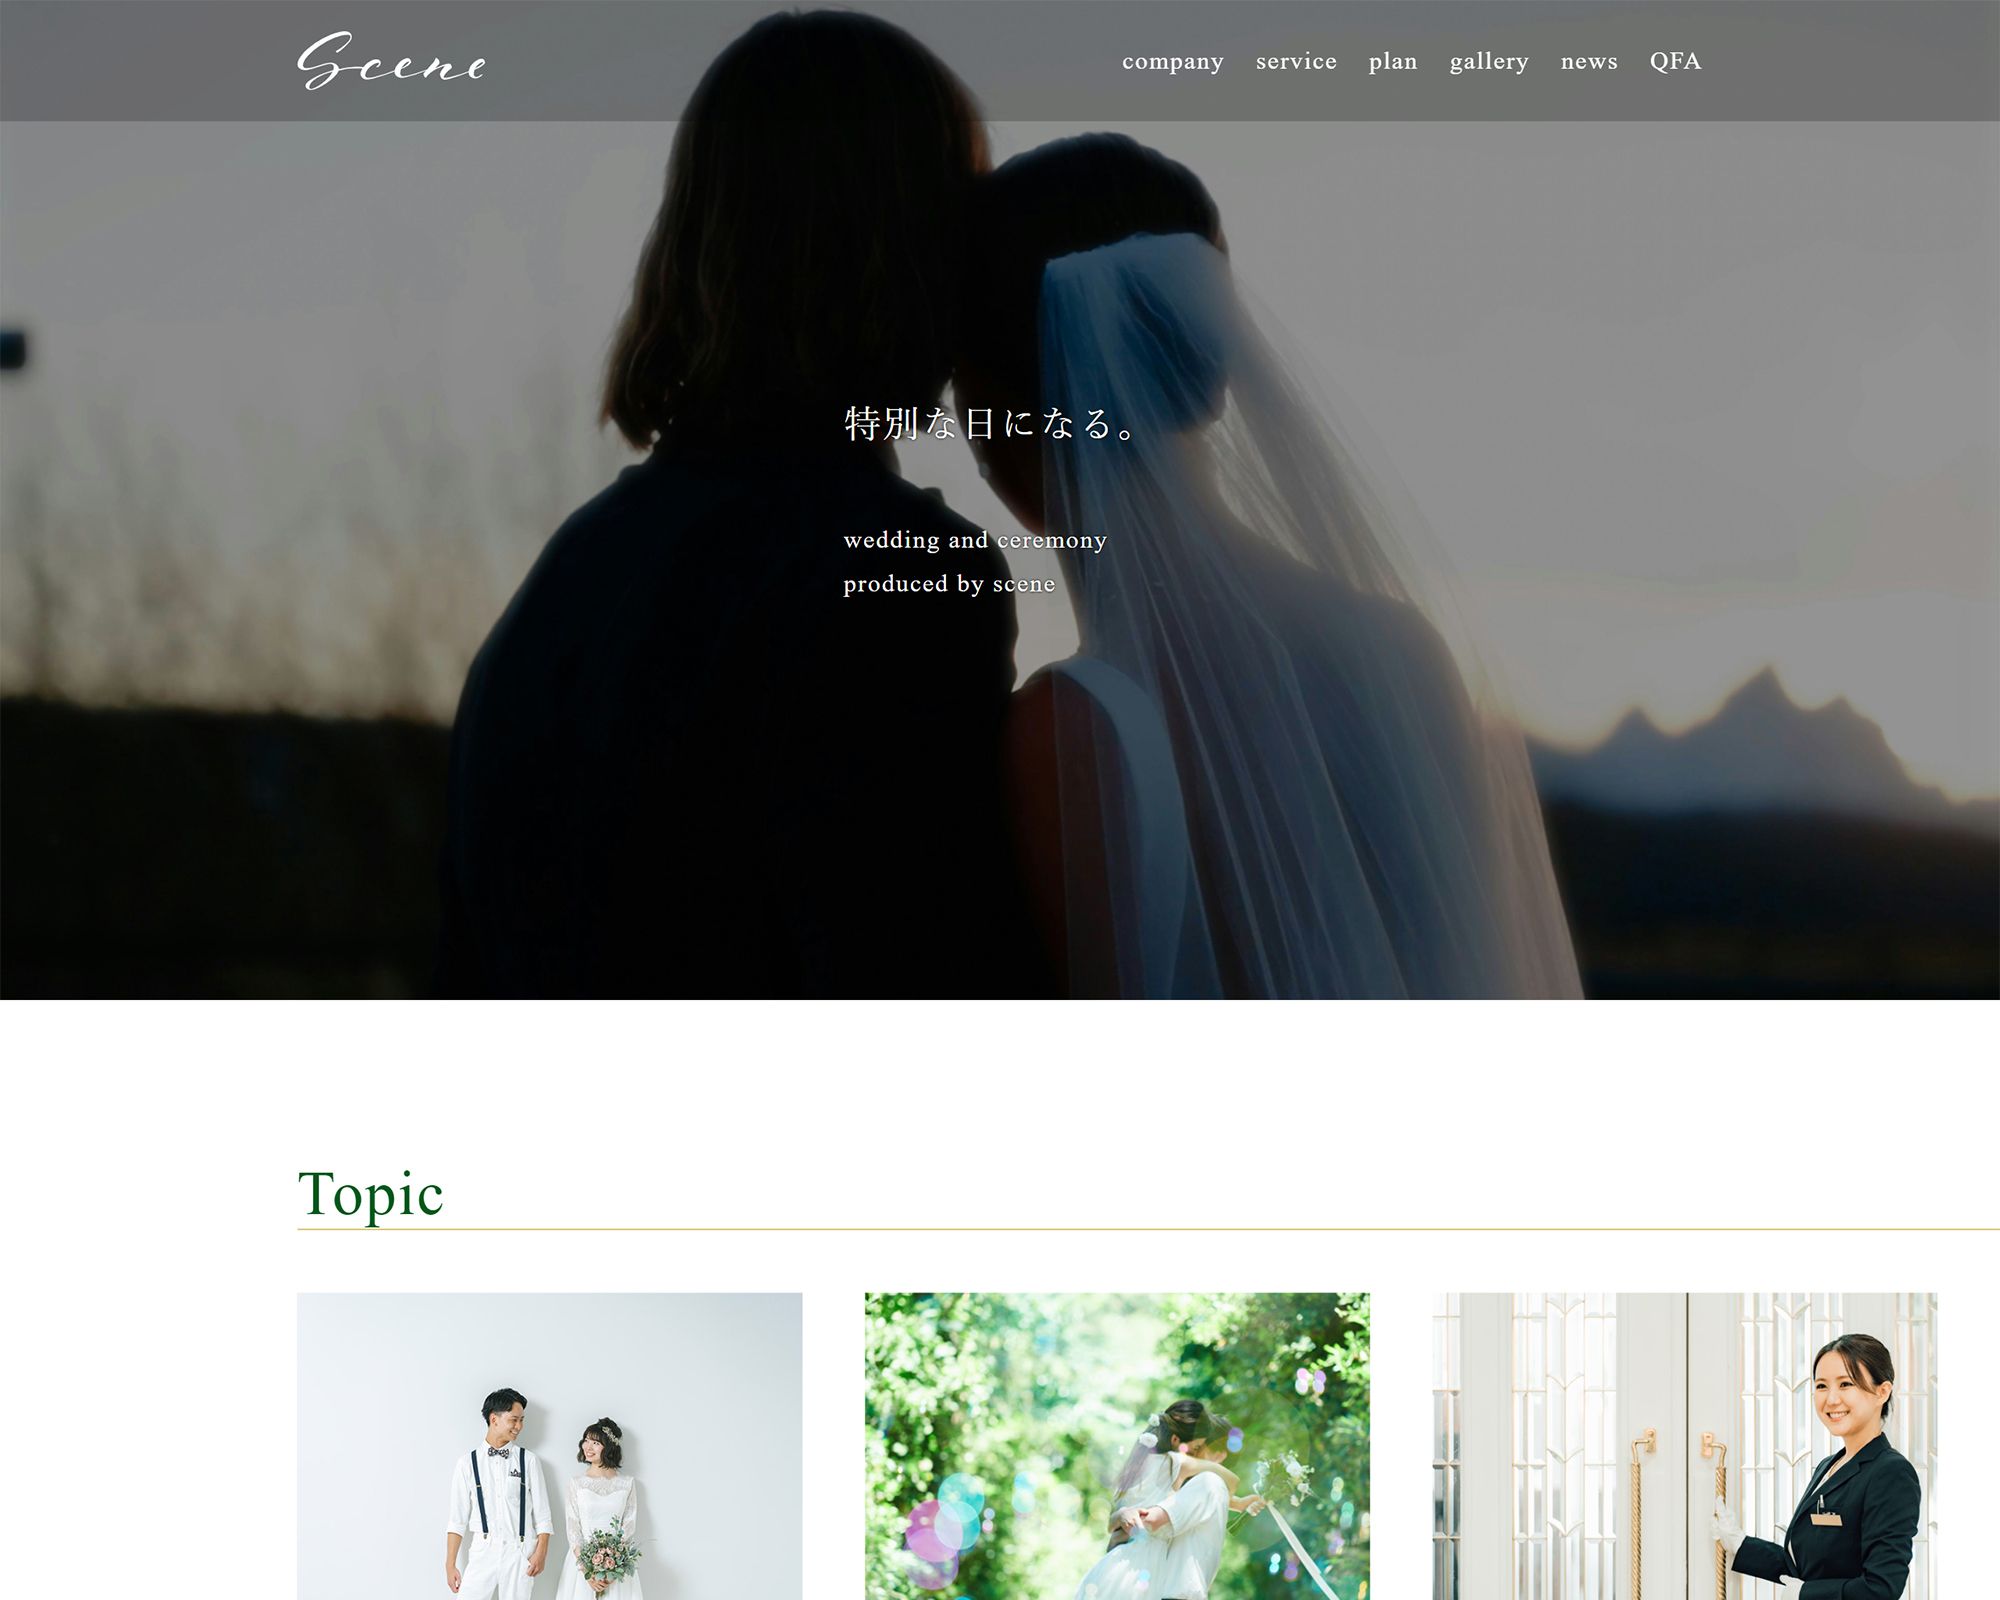 Scene
company service plan gallery news QFA
特別な日になる。
wedding and ceremony
produced by scene
Topic